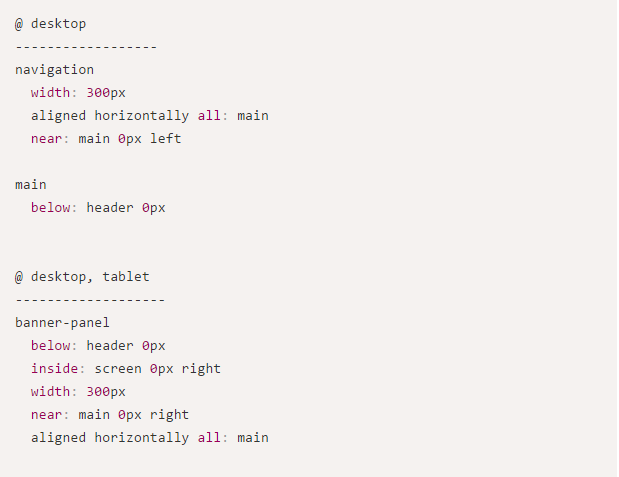 @ desktop
------------------
navigation
width: 300px
aligned horizontally all: main
near: main 0px left
main
below: header 0px
@ desktop, tablet
-------------------
banner-panel
below: header 0px
inside: screen 0px right
width: 300px
near: main 0px right
aligned horizontally all: main